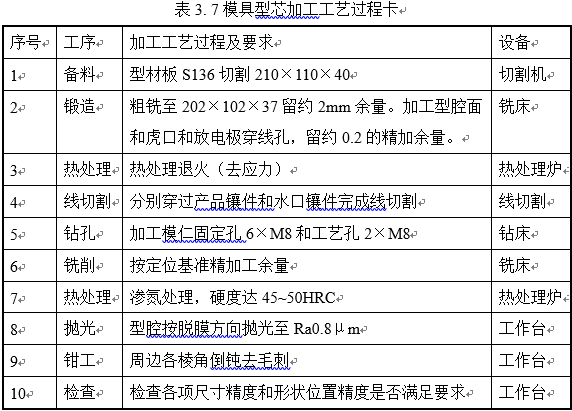 表 3.7 模具型芯加工工艺过程卡
序号 工序 加工工艺过程及要求 设备
1 备料 型材板 S136 切割 210×110×40 切割机
2 锻造 粗铣至 202×102×37 留约 2mm 余量。加工型腔面 铣床
和虎口和放电极穿线孔，留约 0.2 的精加余量。
3 热处理 热处理退火（去应力） 热处理炉
4 线切割 分别穿过产品镶件和水口镶件完成线切割 线切割
5 钻孔 加工模仁固定孔 6×M8 和工艺孔 2×M8 钻床
6 铣削 按定位基准精加工余量 铣床
7 热处理 渗氮处理，硬度达 45~50HRC 热处理炉
8 抛光 型腔按脱膜方向抛光至 Ra0.8μm 工作台
9 钳工 周边各棱角倒钝去毛刺 工作台
10 检查 检查各项尺寸精度和形状位置精度是否满足要求 工作台